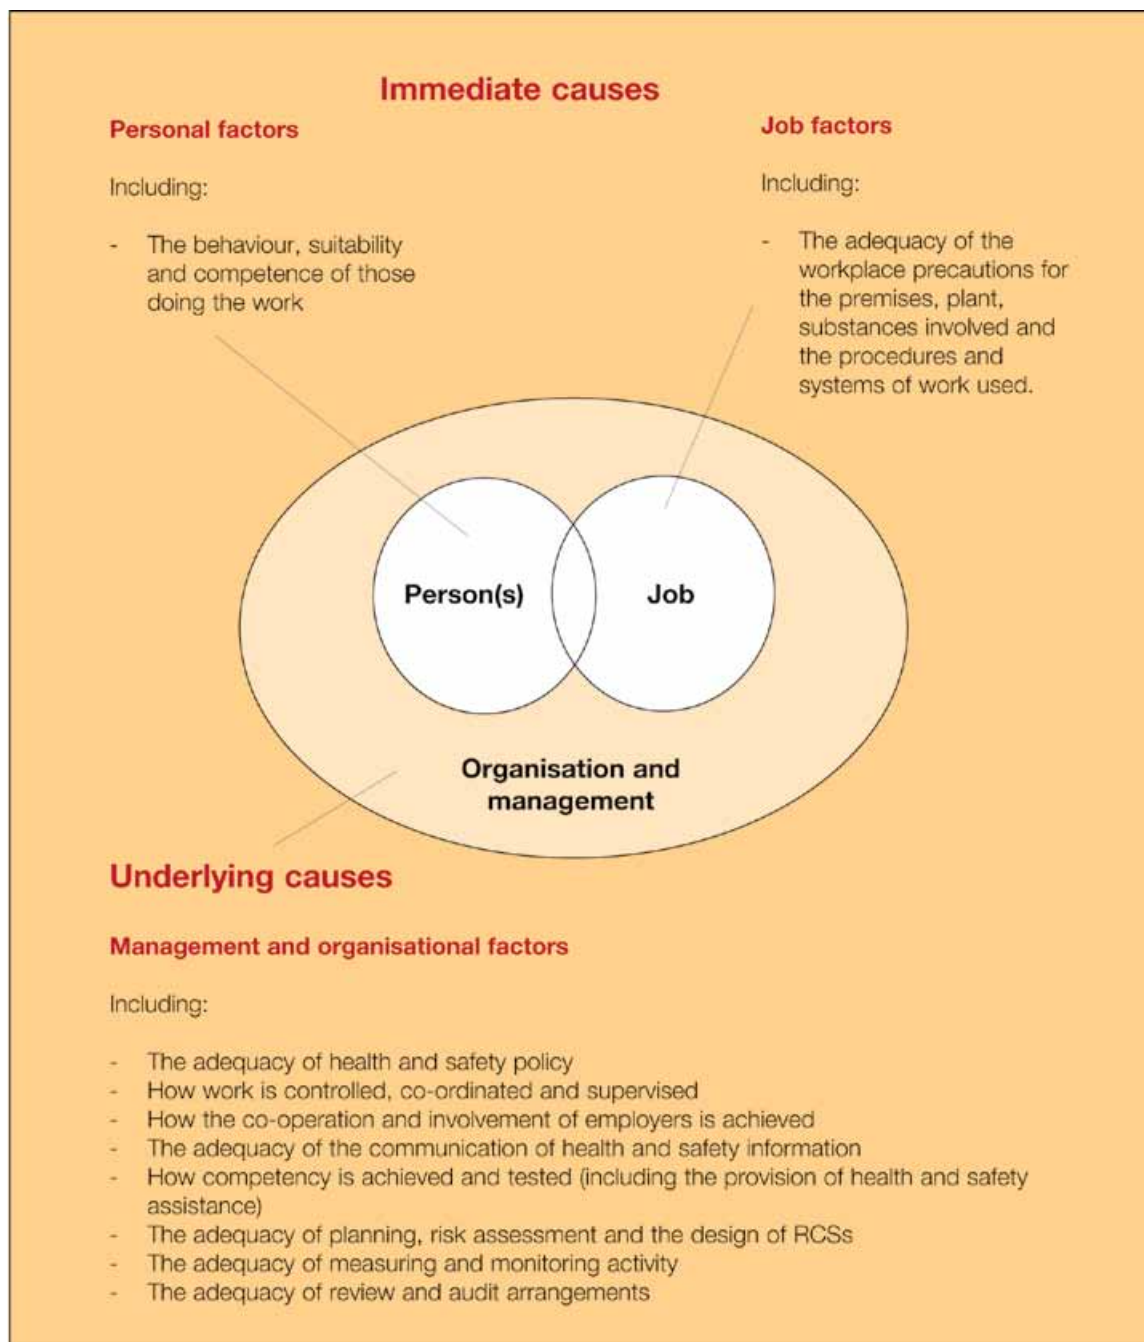 Immediate causes
Personal factors
Including:
- The behaviour, suitability
and competence of those
doing the work
Job factors
Including:
- The adequacy of the
workplace precautions for
the premises, plant,
substances involved and
the procedures and
systems of work used.
Person(s)
Job
Organisation and
management
Underlying causes
Management and organisational factors
Including:
- The adequacy of health and safety policy
- How work is controlled, co-ordinated and supervised
- How the co-operation and involvement of employers is achieved
- The adequacy of the communication of health and safety information
- How competency is achieved and tested (including the provision of health and safety
assistance)
- The adequacy of planning, risk assessment and the design of RCSs
- The adequacy of measuring and monitoring activity
- The adequacy of review and audit arrangements